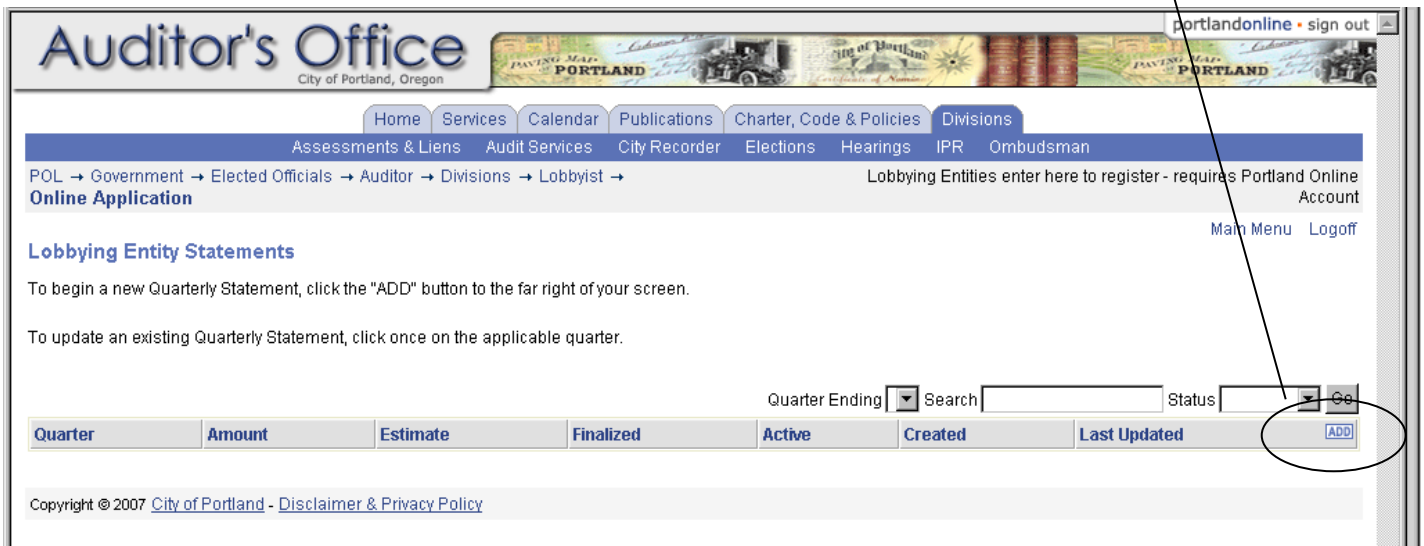 portlandonline • sign out
Auditor's Office
City of Portland, Oregon
PAVING MAP
PORTLAND
PAVING MAP
PORTLAND
Home Services Calendar Publications Charter, Code & Policies Divisions
Assessments & Liens Audit Services City Recorder Elections Hearings IPR Ombudsman
POL → Government → Elected Officials → Auditor → Divisions → Lobbyist →
Online Application
Lobbying Entities enter here to register - requires Portland Online
Account
Main Menu Logoff
Lobbying Entity Statements
To begin a new Quarterly Statement, click the "ADD" button to the far right of your screen.
To update an existing Quarterly Statement, click once on the applicable quarter.
Quarter Ending Search Status Go
Quarter Amount Estimate Finalized Active Created Last Updated ADD
Copyright © 2007 City of Portland - Disclaimer & Privacy Policy